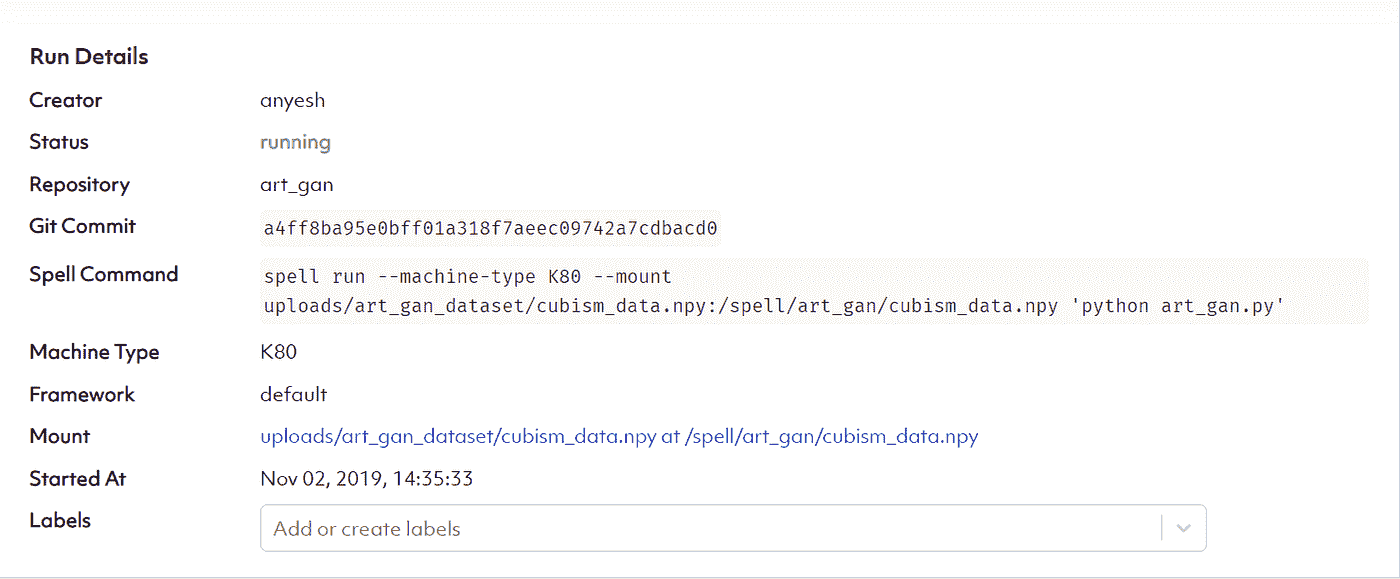 Run Details
Creator anyesh
Status running
Repository art_gan
Git Commit a4ff8ba95e0bff01a318f7aeec09742a7cdbacd0
Spell Command spell run --machine-type K80 --mount
uploads/art_gan_dataset/cubism_data.npy:/spell/art_gan/cubism_data.npy 'python art_gan.py'
Machine Type K80
Framework default
Mount uploads/art_gan_dataset/cubism_data.npy at /spell/art_gan/cubism_data.npy
Started At Nov 02, 2019, 14:35:33
Labels Add or create labels